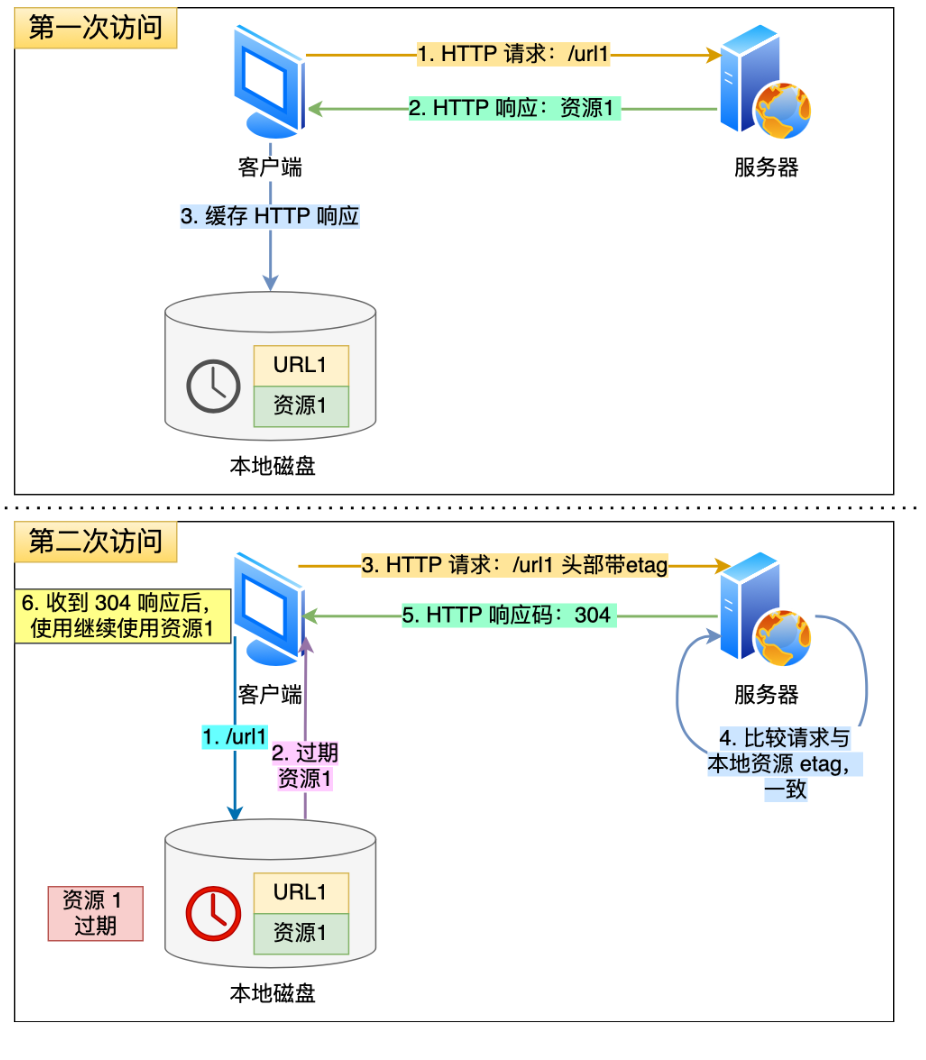 第一次访问
1. HTTP 请求：/url1
2. HTTP 响应：资源1
客户端
服务器
3. 缓存 HTTP 响应
URL1
资源1
本地磁盘
第二次访问
3. HTTP 请求：/url1 头部带etag
6. 收到 304 响应后，
使用继续使用资源1
5. HTTP 响应码：304
客户端
服务器
1. /url1
2. 过期
资源1
4. 比较请求与
本地资源 etag，
一致
资源 1
过期
URL1
资源1
本地磁盘